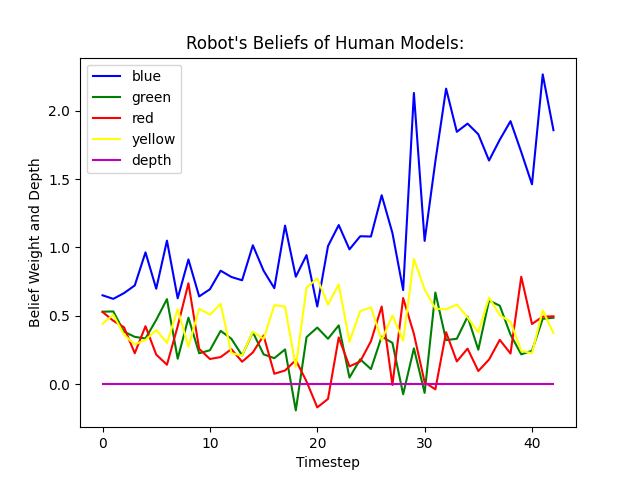 Robot's Beliefs of Human Models:
blue
green
red
yellow
depth
Belief Weight and Depth
2.0
1.5
1.0
0.5
0.0
0 10 20 30 40
Timestep